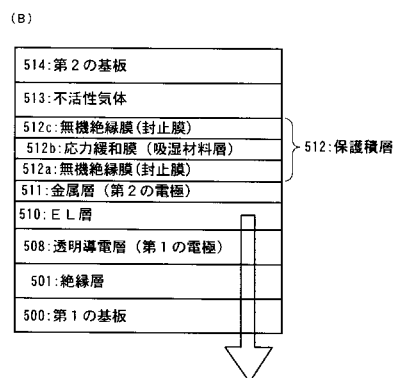 (B)
514:第2の基板
513:不活性気体
512c:無機絶縁膜(封止膜)
512b:応力緩和膜(吸湿材料層)
512:保護積層
512a:無機絶縁膜(封止膜)
511:金属層(第2の電極)
510:EL層
508:透明導電層(第1の電極)
501:絶縁層
500:第1の基板